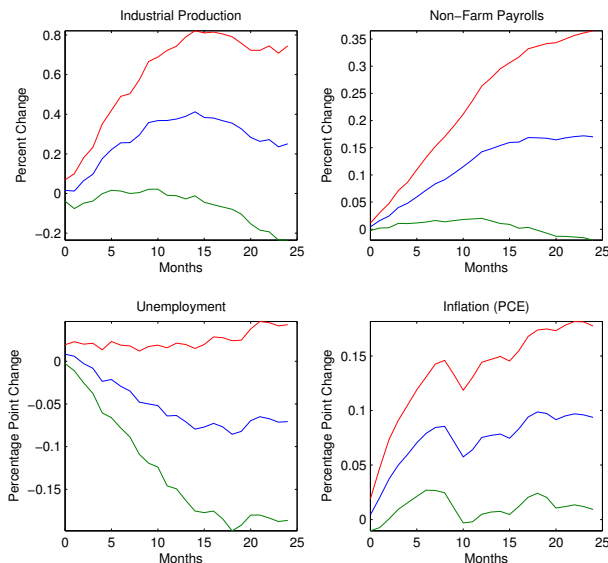 Industrial Production
Percent Change
0.8
0.6
0.4
0.2
0
−0.2
0 5 10 15 20 25
Months
Non−Farm Payrolls
Percent Change
0.35
0.3
0.25
0.2
0.15
0.1
0.05
0
0 5 10 15 20 25
Months
Unemployment
Percentage Point Change
0
−0.05
−0.1
−0.15
0 5 10 15 20 25
Months
Inflation (PCE)
Percentage Point Change
0.15
0.1
0.05
0
0 5 10 15 20 25
Months